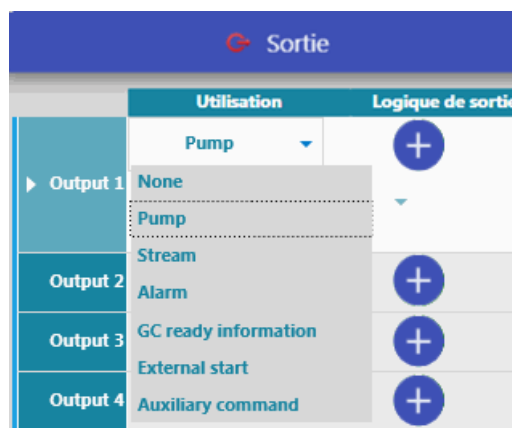 Sortie
Utilisation Logique de sortie
Pump
Output 1
None
Pump
Stream
Alarm
GC ready information
External start
Auxiliary command
Output 2
Output 3
Output 4